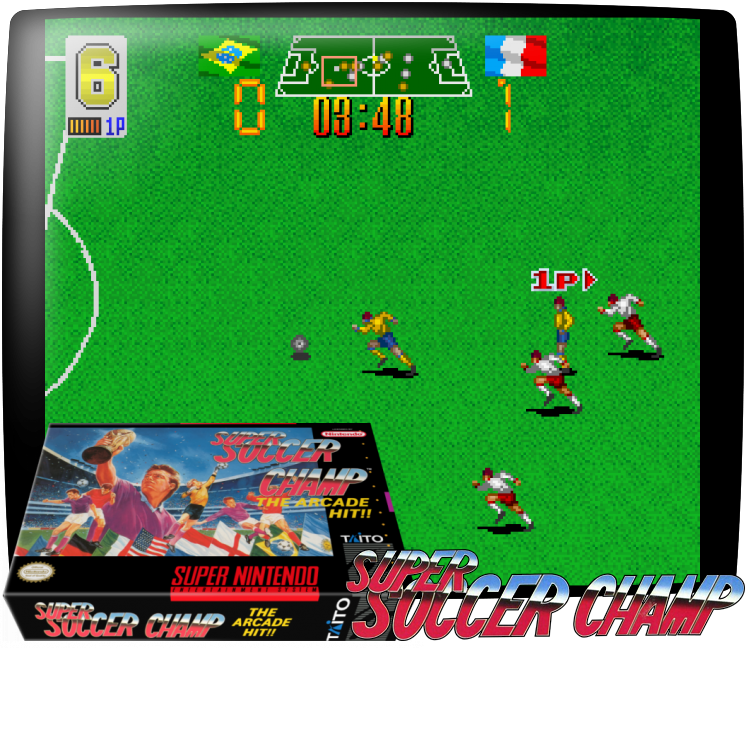 6
1P
0
03:48
1
1P
Nintendo
SUPER
SOCCER
CHAMP
THE ARCADE
HIT!!
TAITO
SUPER NINTENDO
SUPER
SOCCER CHAMP
THE
ARCADE
HIT!!
TAITO
SUPER
SOCCER CHAMP